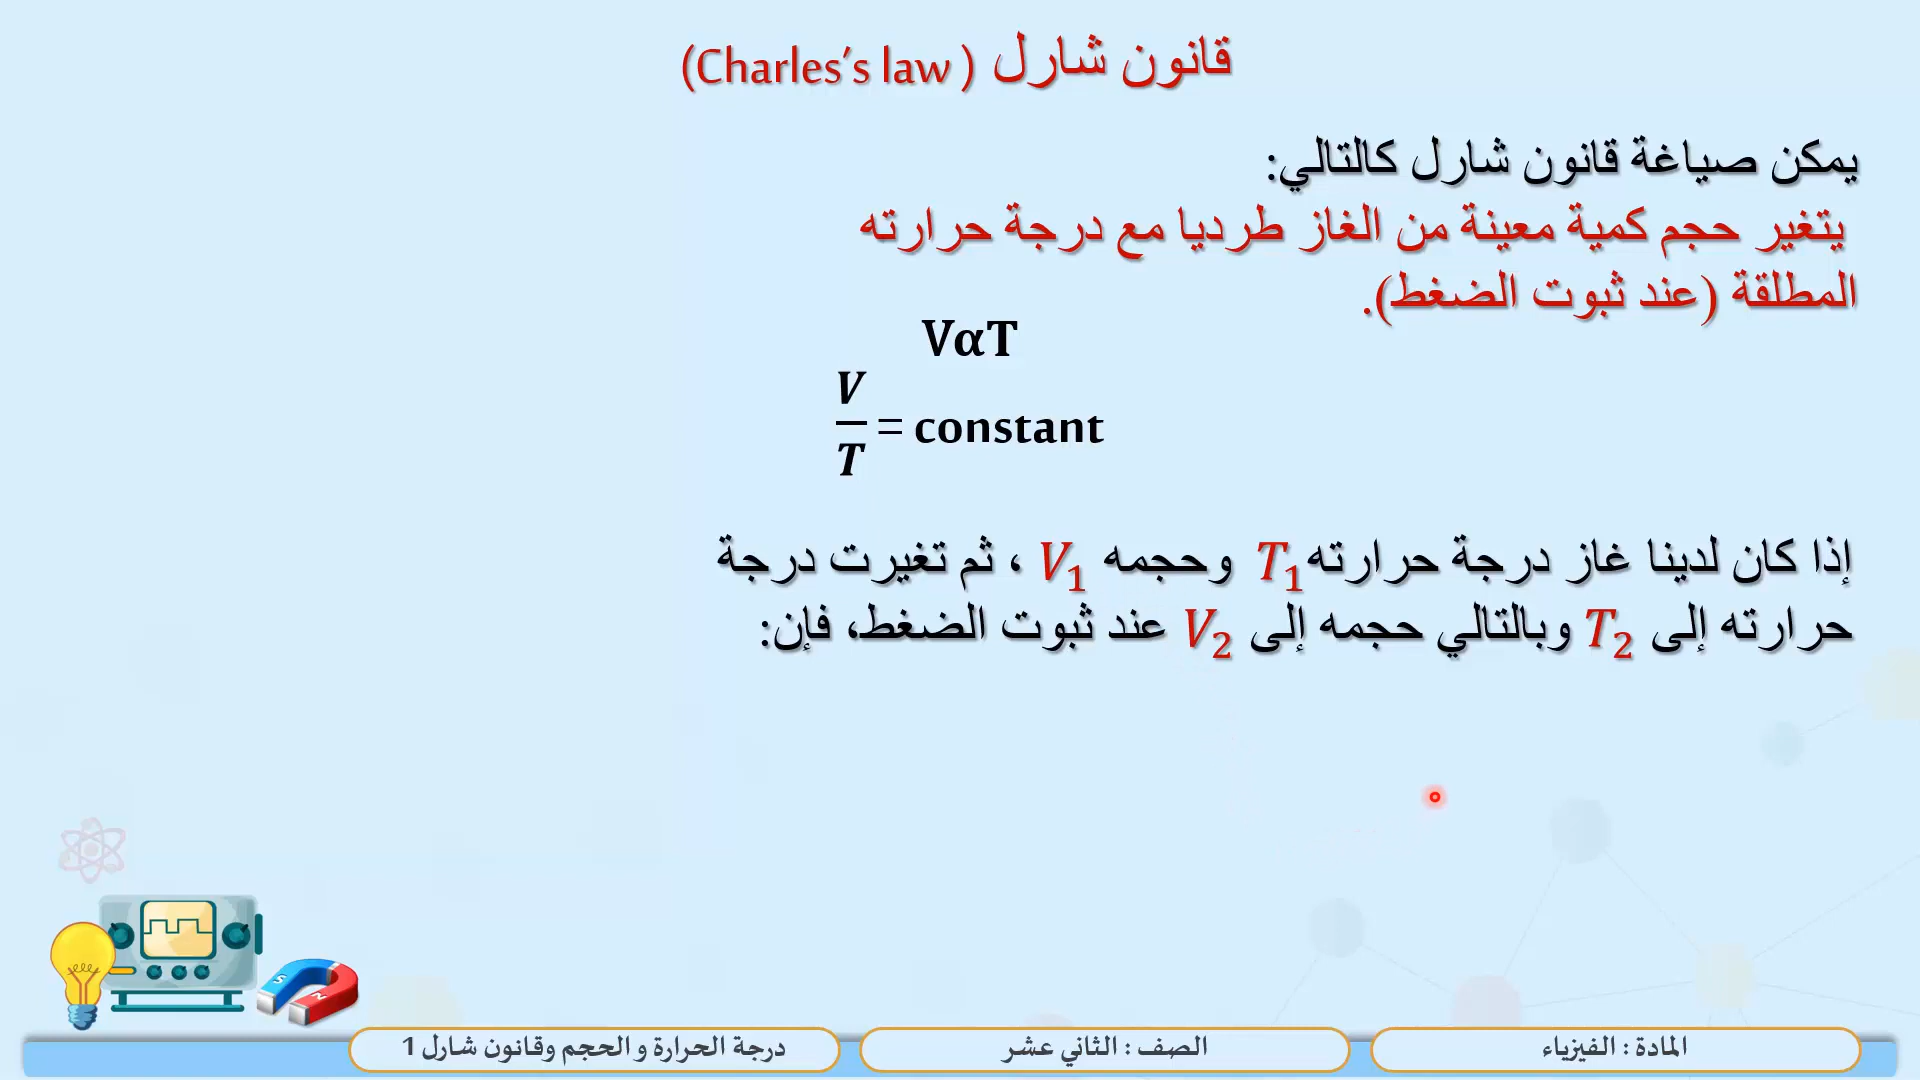 قانون شارل (Charles’s law)
يمكن صياغة قانون شارل كالتالي:
يتغير حجم كمية معينة من الغاز طرديا مع درجة حرارته
المطلقة (عند ثبوت الضغط).
VαT
V/T = constant
إذا كان لدينا غاز درجة حرارته T₁ وحجمه V₁ ، ثم تغيرت درجة
حرارته إلى T₂ وبالتالي حجمه إلى V₂ عند ثبوت الضغط، فإن:
S N
المادة : الفيزياء
الصف : الثاني عشر
درجة الحرارة و الحجم وقانون شارل 1